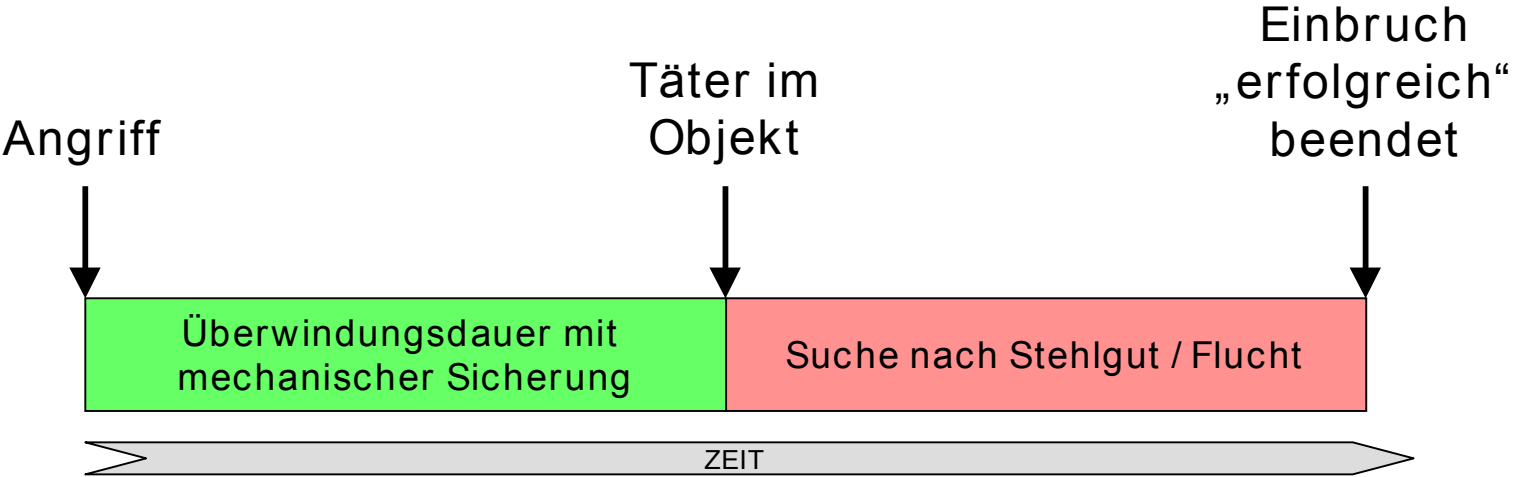 Angriff
Täter im
Objekt
Einbruch
„erfolgreich“
beendet
Überwindungsdauer mit
mechanischer Sicherung
Suche nach Stehlgut / Flucht
ZEIT